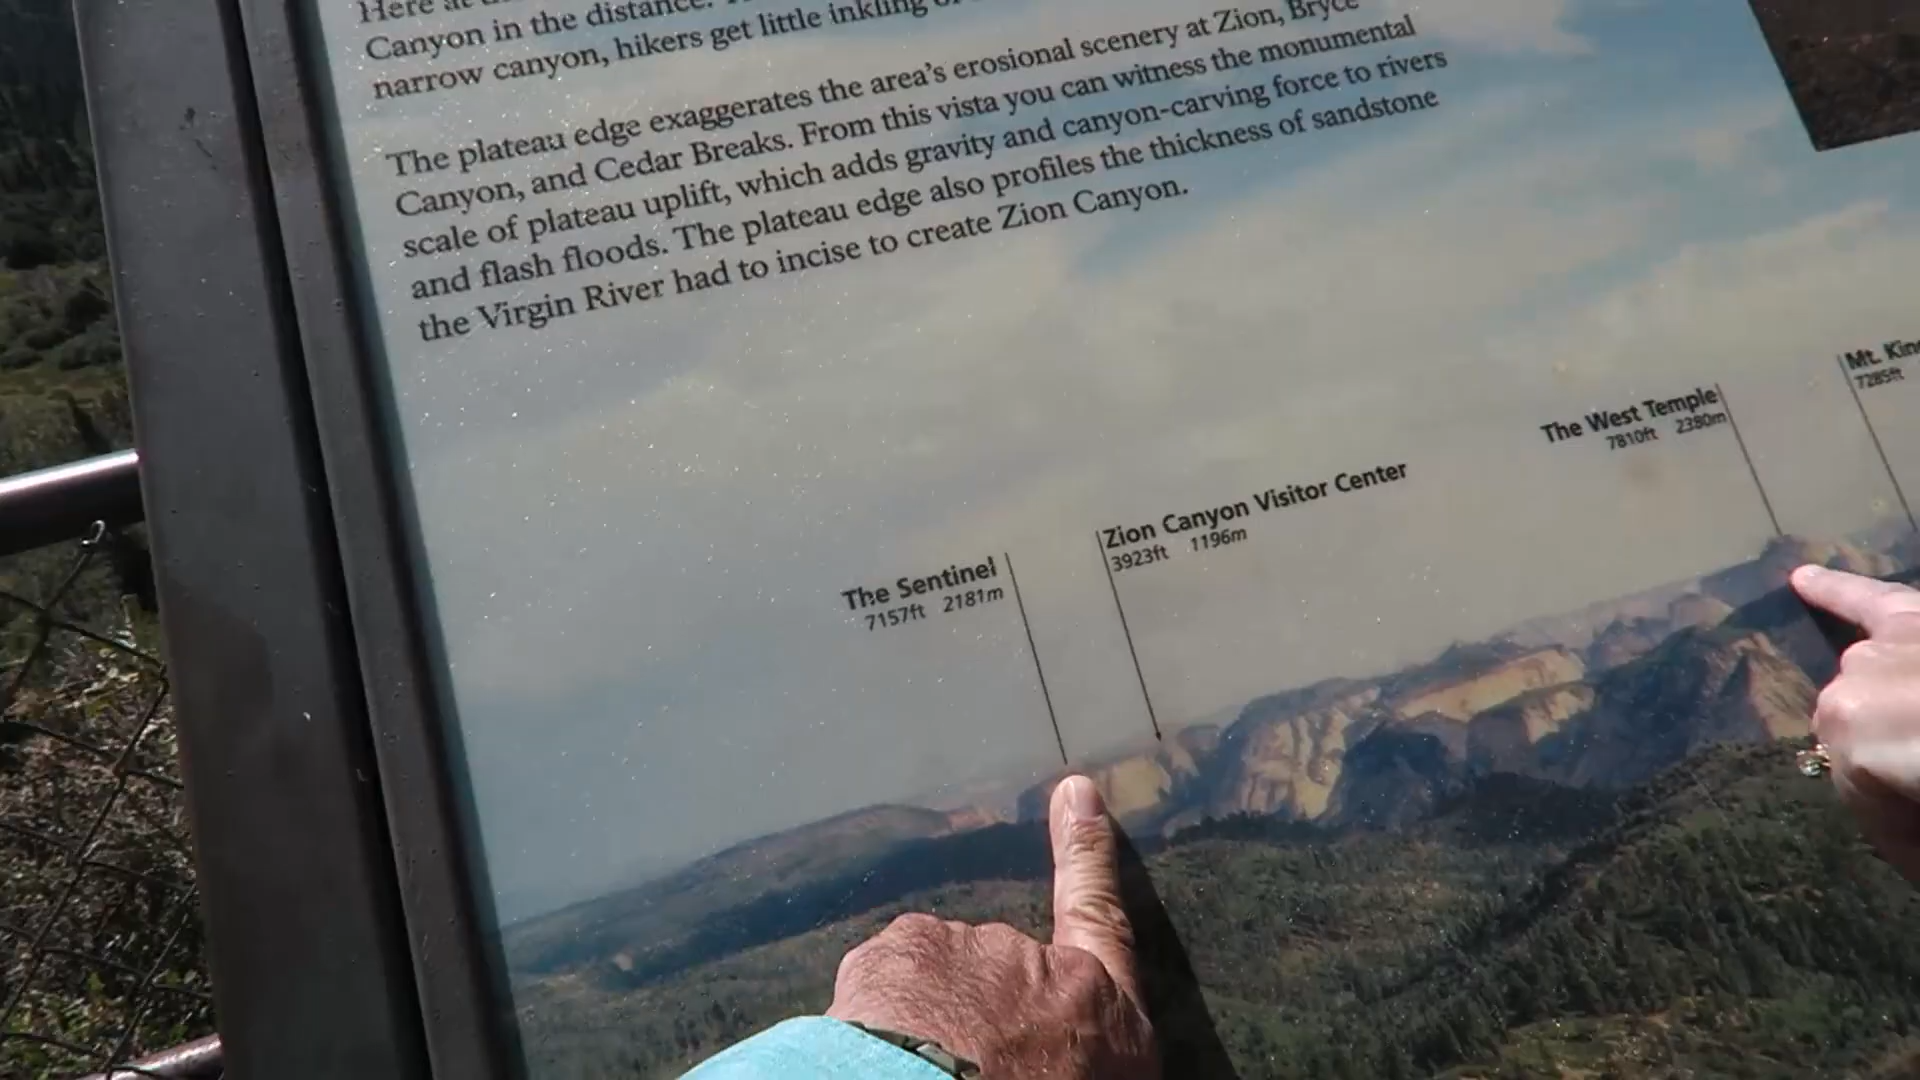 Here at
Canyon in the distance.
narrow canyon, hikers get little inkling
The plateau edge exaggerates the area's erosional scenery at Zion, Bryce
Canyon, and Cedar Breaks. From this vista you can witness the monumental
scale of plateau uplift, which adds gravity and canyon-carving force to rivers
and flash floods. The plateau edge also profiles the thickness of sandstone
the Virgin River had to incise to create Zion Canyon.
Mt. Kin
7285ft
The West Temple
7810ft 2380m
Zion Canyon Visitor Center
3923ft 1196m
The Sentinel
7157ft 2181m